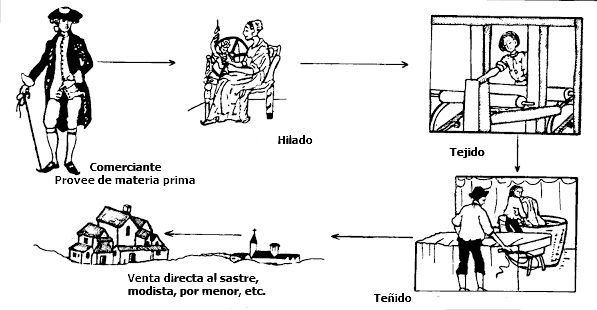 Comerciante
Provee de materia prima
Hilado
Tejido
Teñido
Venta directa al sastre,
modista, por menor, etc.